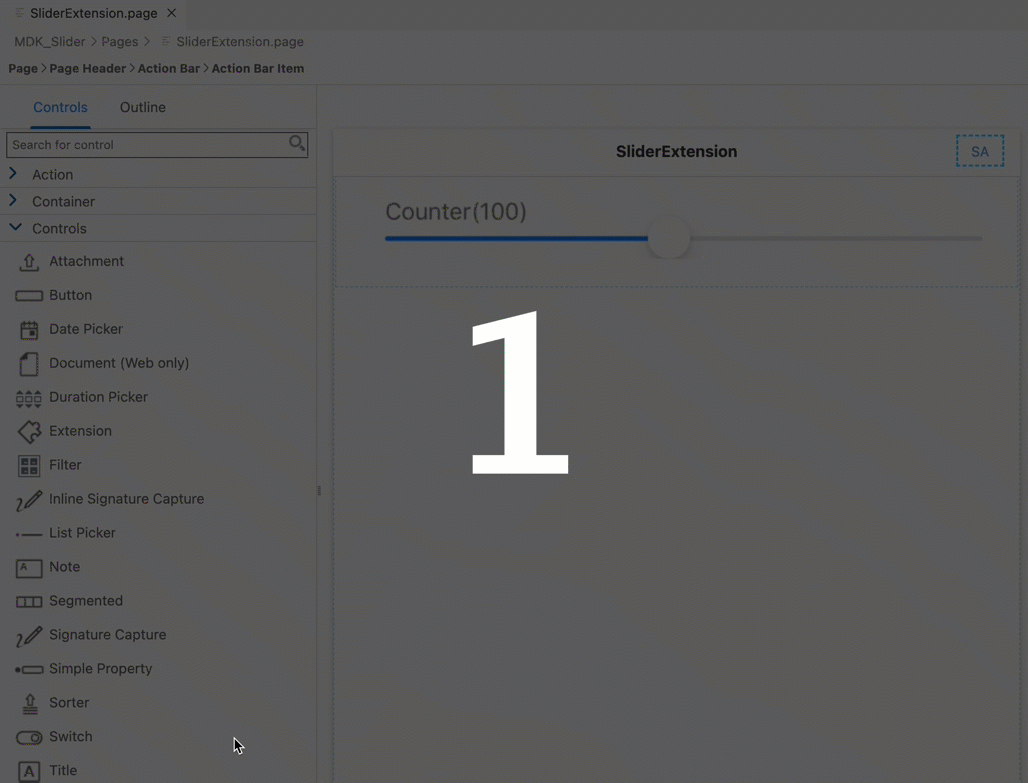 SliderExtension.page
MDK_Slider > Pages > SliderExtension.page
Page > Page Header > Action Bar > Action Bar Item
Controls Outline
Search for control
Action
Container
Controls
Attachment
Button
Date Picker
Document (Web only)
Duration Picker
Extension
Filter
Inline Signature Capture
List Picker
Note
Segmented
Signature Capture
Simple Property
Sorter
Switch
Title
SliderExtension
SA
Counter(100)
1